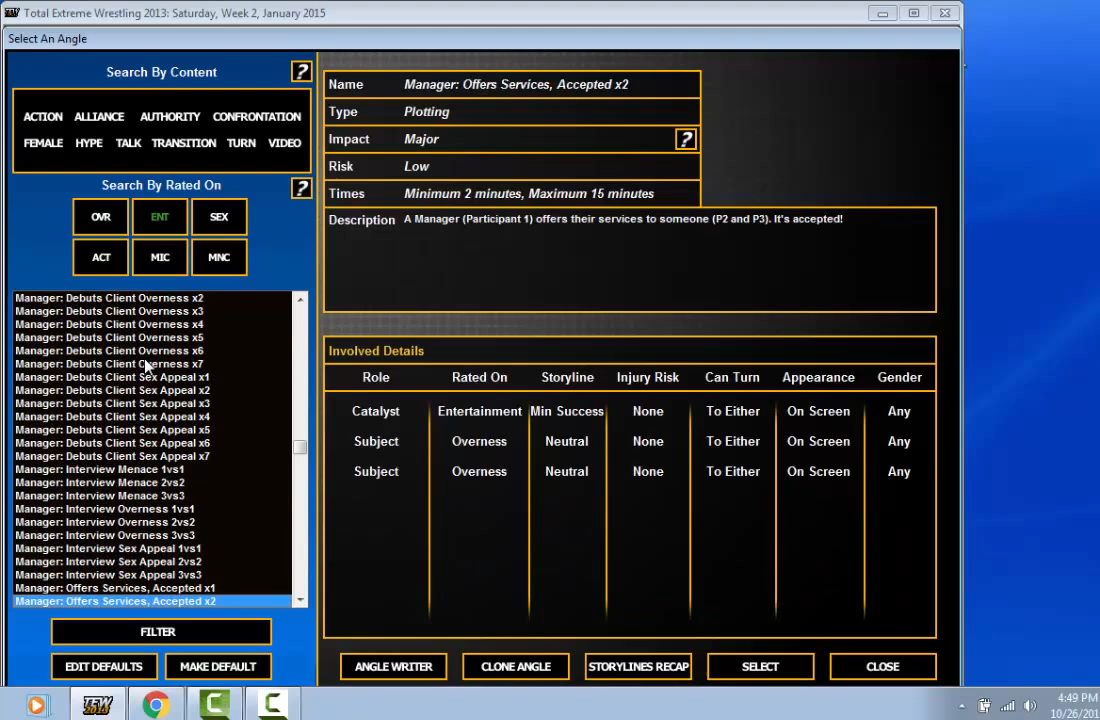 Total Extreme Wrestling 2013: Saturday, Week 2, January 2015
Select An Angle
Search By Content
?
ACTION ALLIANCE AUTHORITY CONFRONTATION
FEMALE HYPE TALK TRANSITION TURN VIDEO
Search By Rated On
?
OVR ENT SEX
ACT MIC MNC
Manager: Debuts Client Overness x2
Manager: Debuts Client Overness x3
Manager: Debuts Client Overness x4
Manager: Debuts Client Overness x5
Manager: Debuts Client Overness x6
Manager: Debuts Client Overness x7
Manager: Debuts Client Sex Appeal x1
Manager: Debuts Client Sex Appeal x2
Manager: Debuts Client Sex Appeal x3
Manager: Debuts Client Sex Appeal x4
Manager: Debuts Client Sex Appeal x5
Manager: Debuts Client Sex Appeal x6
Manager: Debuts Client Sex Appeal x7
Manager: Interview Menace 1vs1
Manager: Interview Menace 2vs2
Manager: Interview Menace 3vs3
Manager: Interview Overness 1vs1
Manager: Interview Overness 2vs2
Manager: Interview Overness 3vs3
Manager: Interview Sex Appeal 1vs1
Manager: Interview Sex Appeal 2vs2
Manager: Interview Sex Appeal 3vs3
Manager: Offers Services, Accepted x1
Manager: Offers Services, Accepted x2
FILTER
EDIT DEFAULTS MAKE DEFAULT
Name Manager: Offers Services, Accepted x2
Type Plotting
Impact Major ?
Risk Low
Times Minimum 2 minutes, Maximum 15 minutes
Description A Manager (Participant 1) offers their services to someone (P2 and P3). It's accepted!
Involved Details
Role Rated On Storyline Injury Risk Can Turn Appearance Gender
Catalyst Entertainment Min Success None To Either On Screen Any
Subject Overness Neutral None To Either On Screen Any
Subject Overness Neutral None To Either On Screen Any
ANGLE WRITER CLONE ANGLE STORYLINES RECAP SELECT CLOSE
TEW 2013
4:49 PM
10/26/201